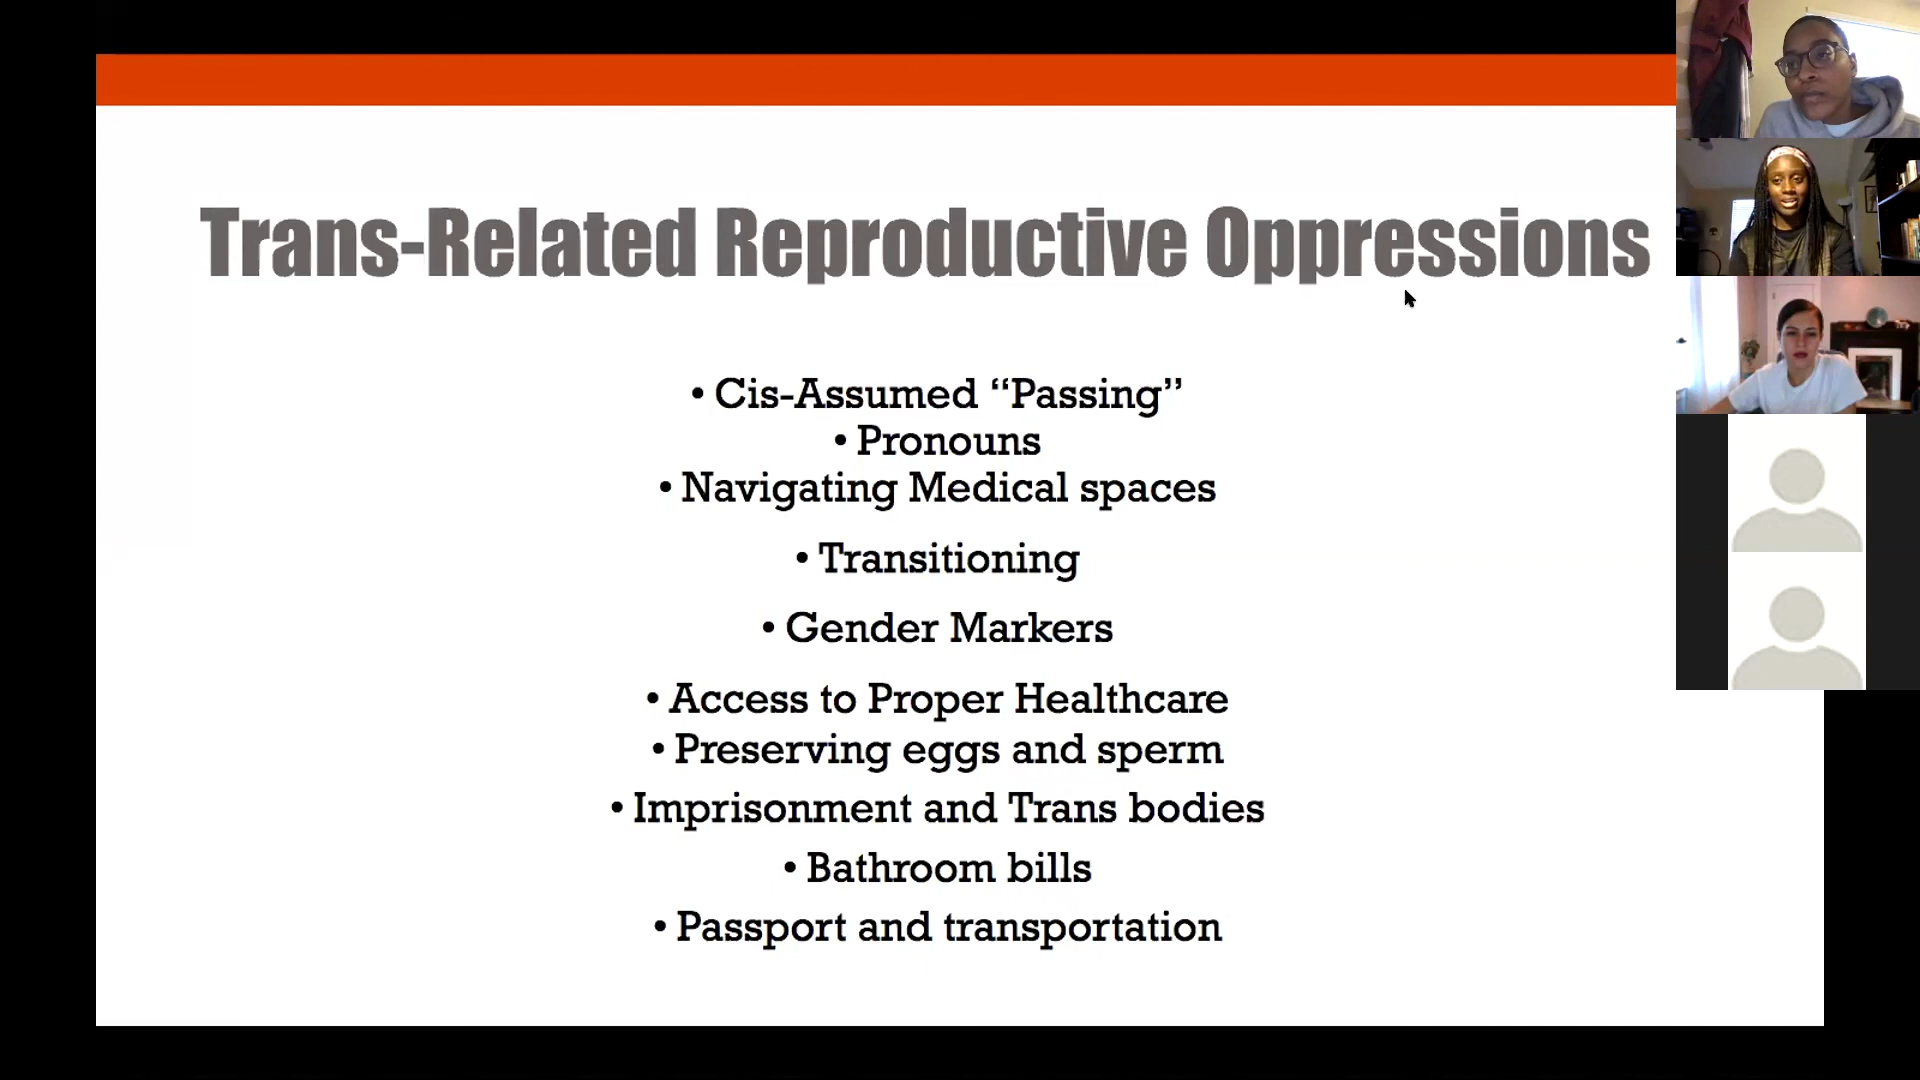 Trans-Related Reproductive Oppressions
• Cis-Assumed “Passing”
• Pronouns
• Navigating Medical spaces
• Transitioning
• Gender Markers
• Access to Proper Healthcare
• Preserving eggs and sperm
• Imprisonment and Trans bodies
• Bathroom bills
• Passport and transportation